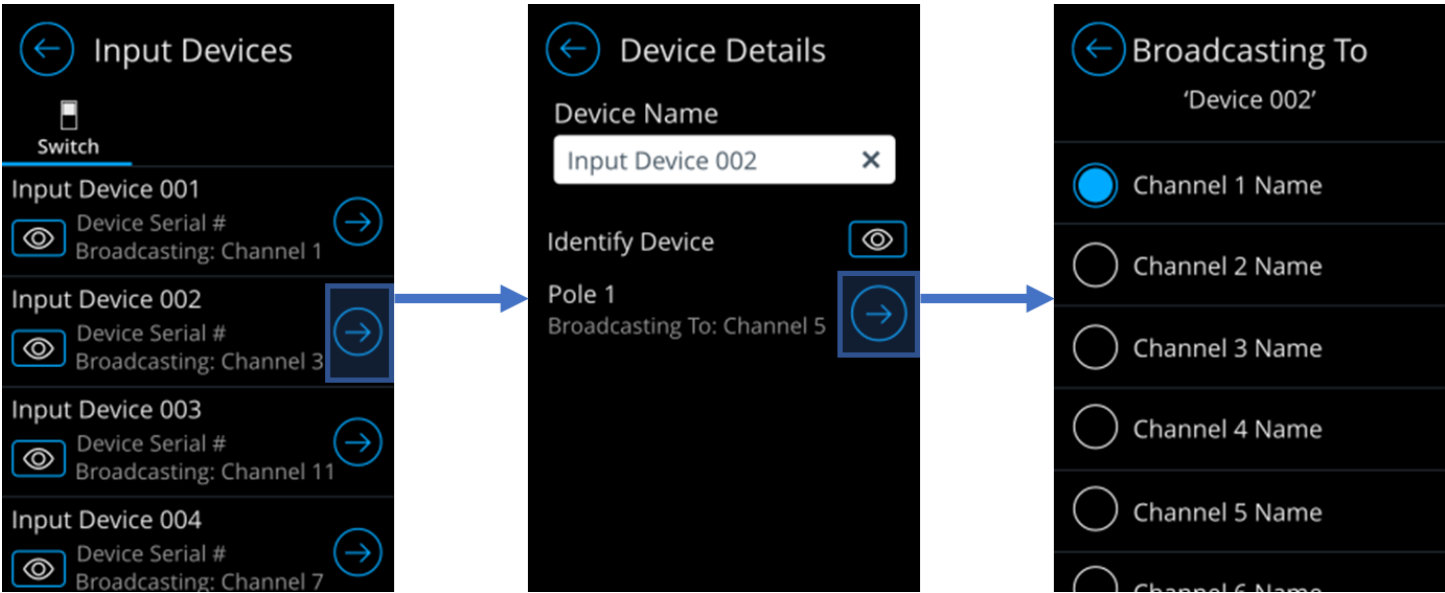 Input Devices
Switch
Input Device 001
Device Serial #
Broadcasting: Channel 1
Input Device 002
Device Serial #
Broadcasting: Channel 3
Input Device 003
Device Serial #
Broadcasting: Channel 11
Input Device 004
Device Serial #
Broadcasting: Channel 7
Device Details
Device Name
Input Device 002
Identify Device
Pole 1
Broadcasting To: Channel 5
Broadcasting To
‘Device 002’
Channel 1 Name
Channel 2 Name
Channel 3 Name
Channel 4 Name
Channel 5 Name
Channel 6 Name